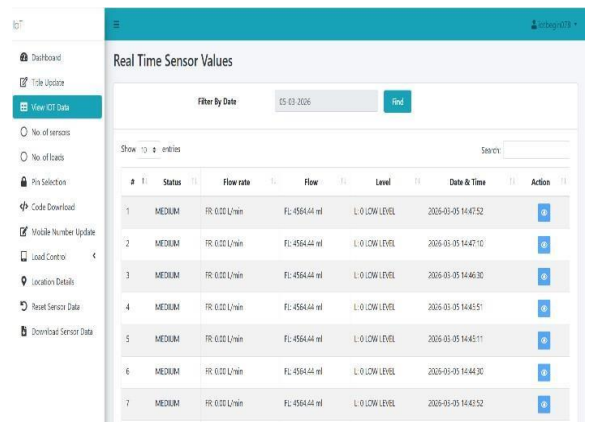 IoT
Dashboard
Title Update
View IOT Data
No. of sensors
No. of loads
Pin Selection
Code Download
Mobile Number Update
Load Control
Location Details
Reset Sensor Data
Download Sensor Data
Real Time Sensor Values
Filter By Date 05-03-2026 Find
Show 10 entries Search:
# Status Flow rate Flow Level Date & Time Action
1 MEDIUM FR: 0.00 L/min FL: 4564.44 ml L: 0 LOW LEVEL 2026-03-05 14:47:52
2 MEDIUM FR: 0.00 L/min FL: 4564.44 ml L: 0 LOW LEVEL 2026-03-05 14:47:10
3 MEDIUM FR: 0.00 L/min FL: 4564.44 ml L: 0 LOW LEVEL 2026-03-05 14:46:30
4 MEDIUM FR: 0.00 L/min FL: 4564.44 ml L: 0 LOW LEVEL 2026-03-05 14:45:51
5 MEDIUM FR: 0.00 L/min FL: 4564.44 ml L: 0 LOW LEVEL 2026-03-05 14:45:11
6 MEDIUM FR: 0.00 L/min FL: 4564.44 ml L: 0 LOW LEVEL 2026-03-05 14:44:30
7 MEDIUM FR: 0.00 L/min FL: 4564.44 ml L: 0 LOW LEVEL 2026-03-05 14:43:52